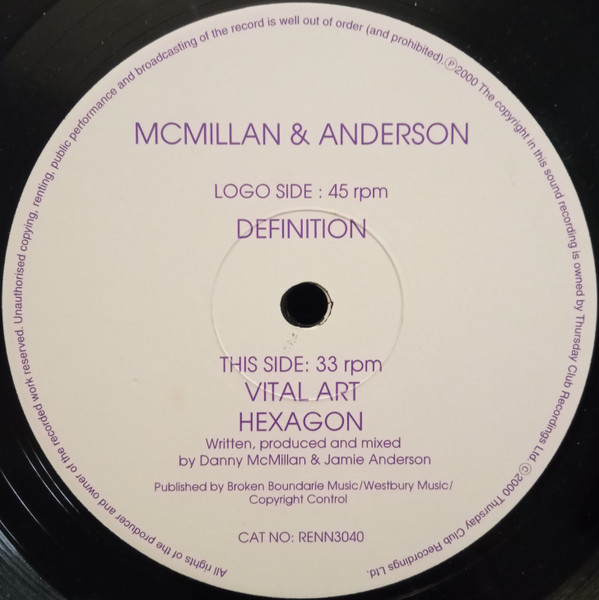 MCMILLAN & ANDERSON
LOGO SIDE : 45 rpm
DEFINITION
THIS SIDE: 33 rpm
VITAL ART
HEXAGON
Written, produced and mixed
by Danny McMillan & Jamie Anderson
Published by Broken Boundarie Music/Westbury Music/
Copyright Control
CAT NO: RENN3040
All rights of the producer and owner of the recorded work reserved. Unauthorised copying, renting, public performance and broadcasting of the record is well out of order (and prohibited). ℗2000 The copyright in this sound recording is owned by Thursday Club Recordings Ltd. ©2000 Thursday Club Recordings Ltd.